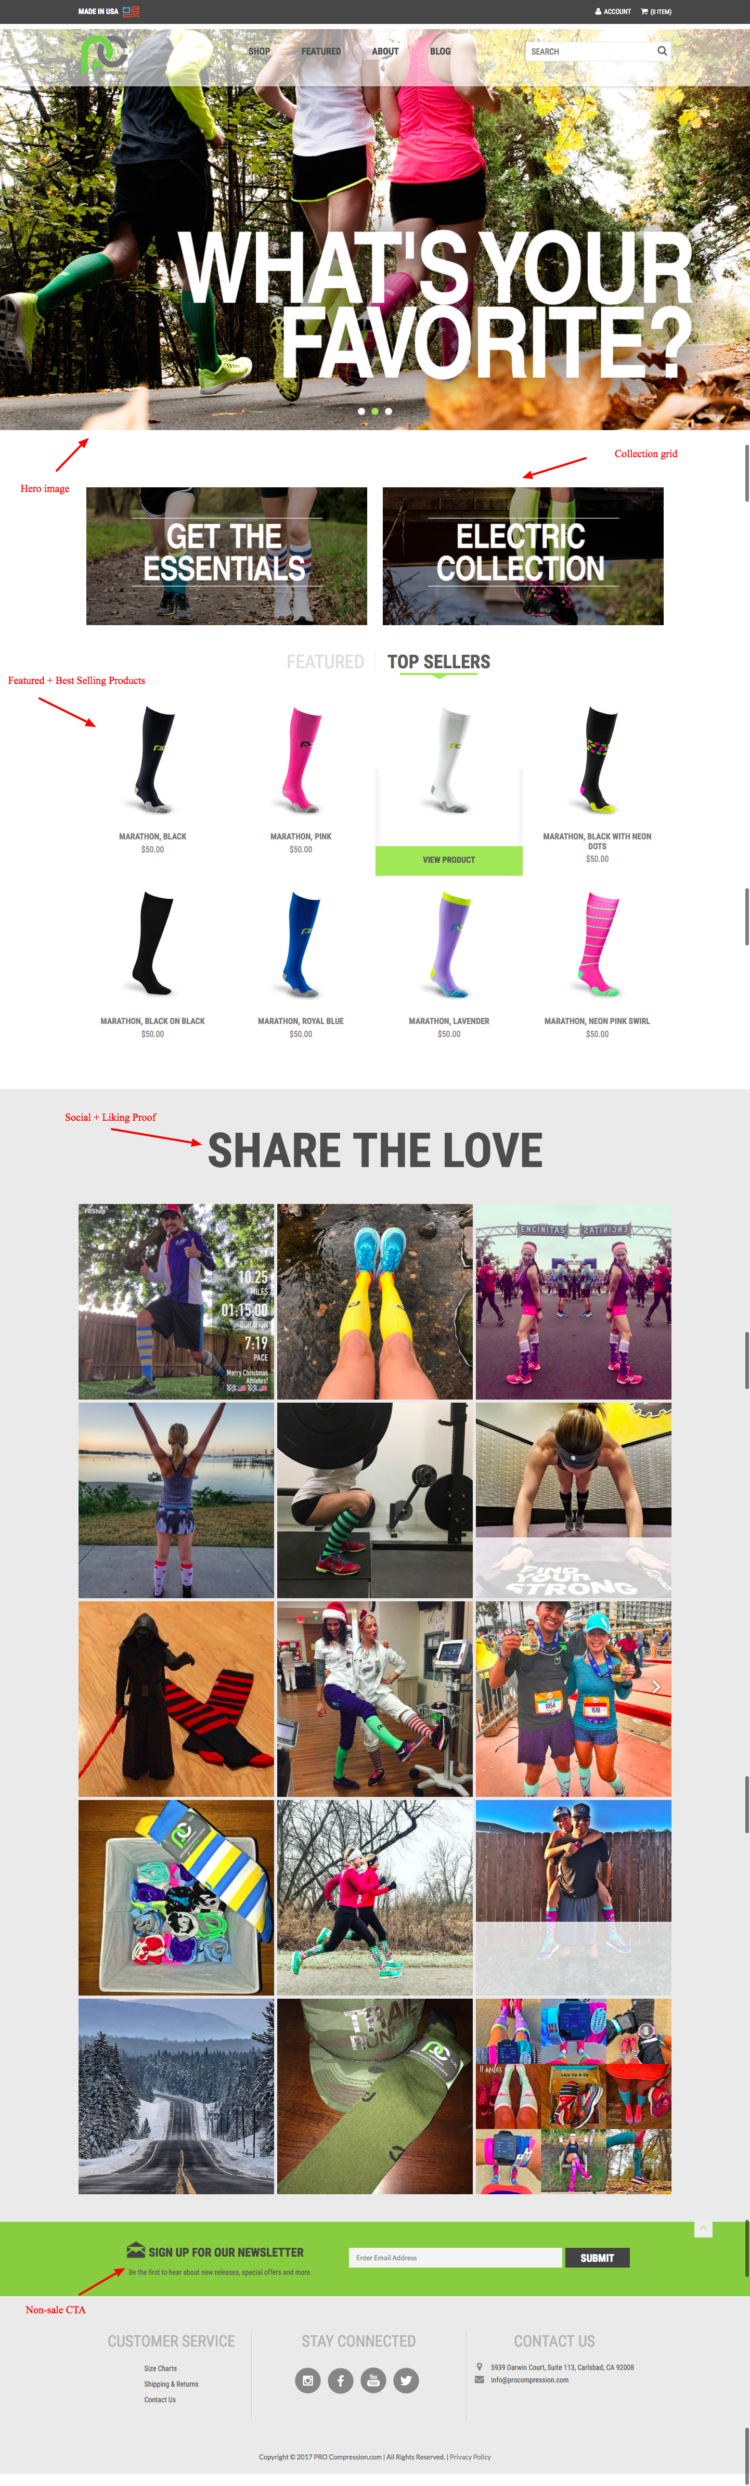 MADE IN USA
ACCOUNT
(0 ITEM)
SHOP
FEATURED
ABOUT
BLOG
SEARCH
WHAT'S YOUR
FAVORITE?
Hero image
Collection grid
GET THE
ESSENTIALS
ELECTRIC
COLLECTION
FEATURED
TOP SELLERS
Featured + Best Selling Products
MARATHON, BLACK
$50.00
MARATHON, PINK
$50.00
VIEW PRODUCT
MARATHON, BLACK WITH NEON
DOTS
$50.00
MARATHON, BLACK ON BLACK
$50.00
MARATHON, ROYAL BLUE
$50.00
MARATHON, LAVENDER
$50.00
MARATHON, NEON PINK SWIRL
$50.00
Social + Liking Proof
SHARE THE LOVE
10.25
MILES
01:15:00
DURATION
7:19
PACE
Merry Christmas
Athletes!
ENCINITAS
FIND
YOUR
STRONG
TRAIL
RUN
11 miles
SIGN UP FOR OUR NEWSLETTER
Be the first to hear about new releases, special offers and more.
Enter Email Address
SUBMIT
Non-sale CTA
CUSTOMER SERVICE
Size Charts
Shipping & Returns
Contact Us
STAY CONNECTED
You
Tube
CONTACT US
5939 Darwin Court, Suite 113, Carlsbad, CA 92008
info@procompression.com
Copyright © 2017 PRO Compression.com | All Rights Reserved. | Privacy Policy